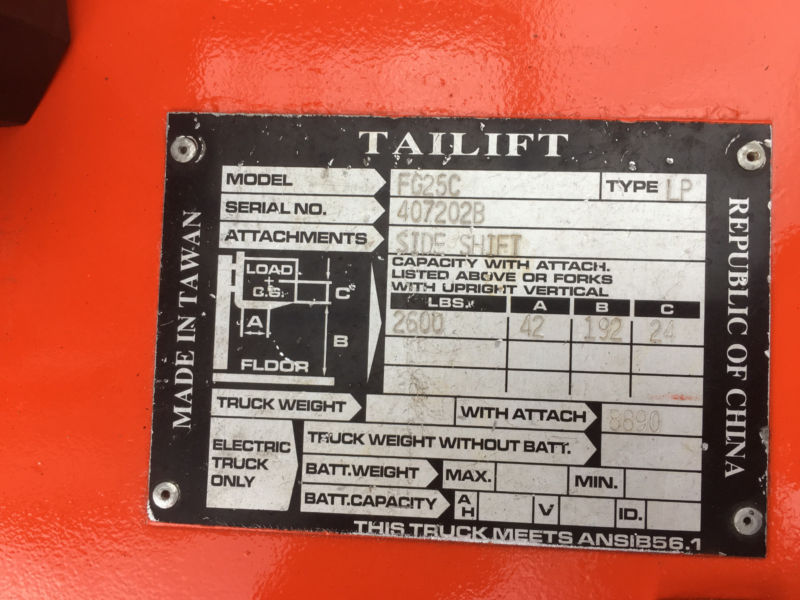 TAILIFT
MODEL FG25C TYPE LP
SERIAL NO. 407202B
ATTACHMENTS SIDE SHIFT
CAPACITY WITH ATTACH.
LISTED ABOVE OR FORKS
WITH UPRIGHT VERTICAL
LOAD
C.G.
A
B
C
FLOOR
LBS. A B C
2600 42 192 24
TRUCK WEIGHT WITH ATTACH 8890
ELECTRIC
TRUCK
ONLY
TRUCK WEIGHT WITHOUT BATT.
BATT.WEIGHT MAX. MIN.
BATT.CAPACITY AH V ID.
THIS TRUCK MEETS ANSI B56.1
MADE IN TAWAN
REPUBLIC OF CHINA